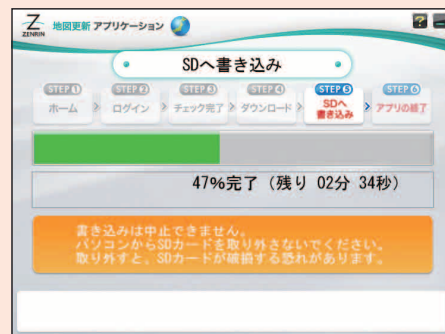 Z ZENRIN 地図更新 アプリケーション ? －
SDへ書き込み
STEP① STEP② STEP③ STEP④ STEP⑤ STEP⑥
ホーム > ログイン > チェック完了 > ダウンロード > SDへ書き込み > アプリの終了
47%完了（残り 02分 34秒）
書き込みは中止できません。
パソコンからSDカードを取り外さないでください。
取り外すと、SDカードが破損する恐れがあります。